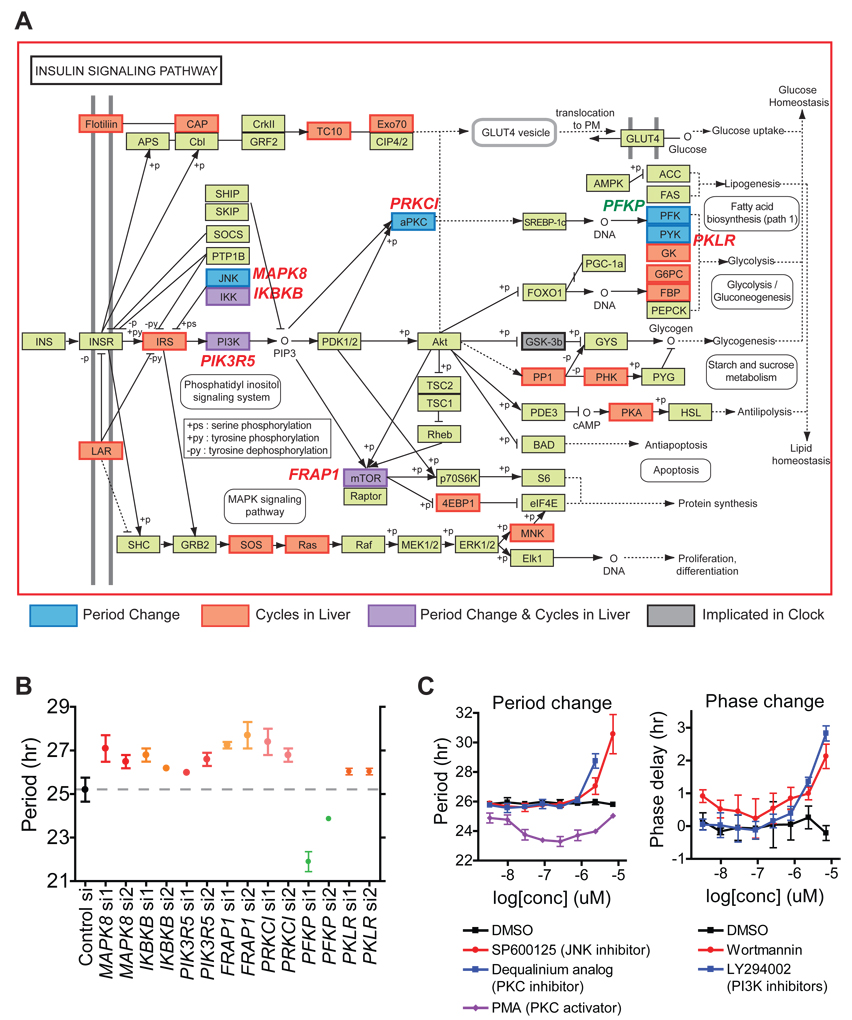 A
INSULIN SIGNALING PATHWAY
Glucose
Homeostasis
Flotiliin
CAP
CrkII
TC10
Exo70
APS
Cbl
GRF2
CIP4/2
GLUT4 vesicle
translocation
to PM
GLUT4
O
Glucose
Glucose uptake
+p
+p
SHIP
SKIP
SOCS
PTP1B
JNK
IKK
MAPK8
IKBKB
PRKCI
aPKC
+p
AMPK
+p
ACC
FAS
Lipogenesis
PFKP
SREBP-1c
O
DNA
PFK
PYK
PKLR
GK
G6PC
FBP
PEPCK
Fatty acid
biosynthesis (path 1)
Glycolysis
Glycolysis /
Gluconeogenesis
PGC-1a
FOXO1
O
DNA
+p
INS
INSR
-p
+py
-py
+ps
IRS
PI3K
PIK3R5
O
PIP3
PDK1/2
+p
Akt
+p
GSK-3b
+p
GYS
Glycogen
O
Glycogenesis
-p
-py
-p
-p
PP1
PHK
+p
PYG
Starch and sucrose
metabolism
Phosphatidyl inositol
signaling system
+p
TSC2
TSC1
Rheb
+p
PDE3
O
cAMP
PKA
+p
HSL
Antilipolysis
+ps : serine phosphorylation
+py : tyrosine phosphorylation
-py : tyrosine dephosphorylation
+p
BAD
Antiapoptosis
Lipid
homeostasis
LAR
Apoptosis
FRAP1
mTOR
Raptor
+p
+p
p70S6K
+p
S6
+p
4EBP1
eIF4E
Protein synthesis
MAPK signaling
pathway
+p
SHC
GRB2
SOS
Ras
Raf
+p
MEK1/2
+p
ERK1/2
+p
MNK
+p
+p
Elk1
O
DNA
Proliferation,
differentiation
Period Change
Cycles in Liver
Period Change & Cycles in Liver
Implicated in Clock
B
Period (hr)
29
27
25
23
21
Control si
MAPK8 si1
MAPK8 si2
IKBKB si1
IKBKB si2
PIK3R5 si1
PIK3R5 si2
FRAP1 si1
FRAP1 si2
PRKCI si1
PRKCI si2
PFKP si1
PFKP si2
PKLR si1
PKLR si2
C
Period change
Period (hr)
32
30
28
26
24
22
-8
-7
-6
-5
log[conc] (uM)
DMSO
SP600125 (JNK inhibitor)
Dequalinium analog
(PKC inhibitor)
PMA (PKC activator)
Phase change
Phase delay (hr)
3
2
1
0
-1
-8
-7
-6
-5
log[conc] (uM)
DMSO
Wortmannin
LY294002
(PI3K inhibitors)